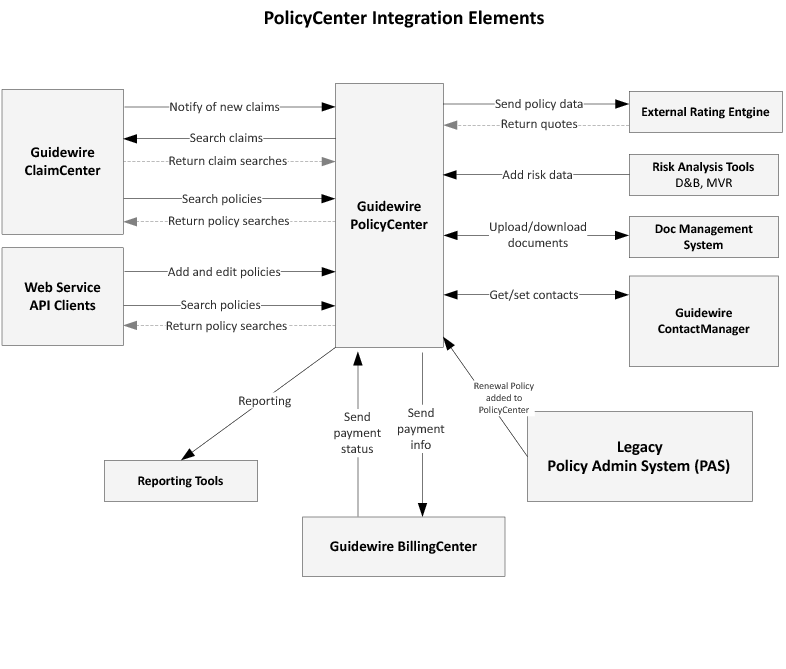 PolicyCenter Integration Elements
Guidewire
ClaimCenter
Notify of new claims
Search claims
Return claim searches
Search policies
Return policy searches
Web Service
API Clients
Add and edit policies
Search policies
Return policy searches
Guidewire
PolicyCenter
Send policy data
Return quotes
External Rating Entgine
Add risk data
Risk Analysis Tools
D&B, MVR
Upload/download
documents
Doc Management
System
Get/set contacts
Guidewire
ContactManager
Reporting
Reporting Tools
Send
payment
status
Send
payment
info
Guidewire BillingCenter
Renewal Policy
added to
PolicyCenter
Legacy
Policy Admin System (PAS)